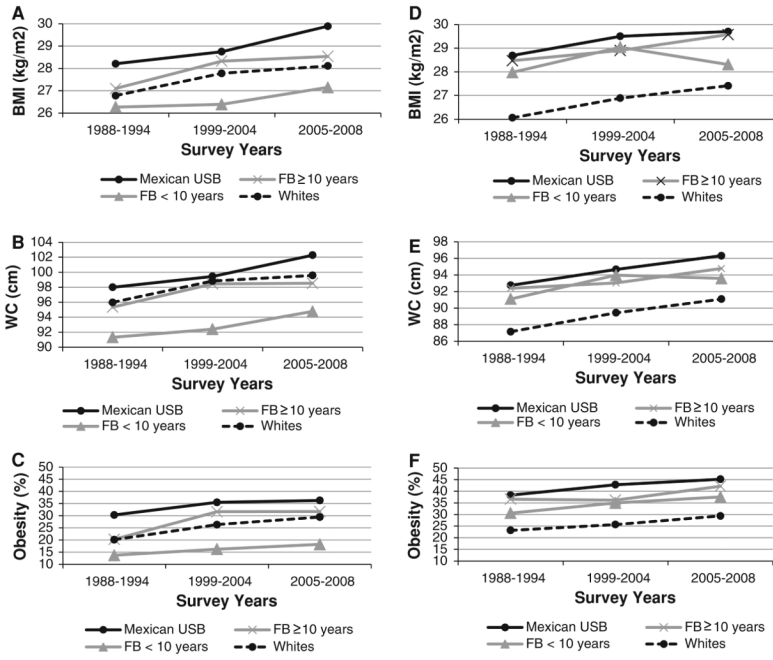 A
BMI (kg/m2)
30
29
28
27
26
1988-1994 1999-2004 2005-2008
Survey Years
Mexican USB FB ≥ 10 years
FB < 10 years Whites
D
BMI (kg/m2)
30
29
28
27
26
1988-1994 1999-2004 2005-2008
Survey Years
Mexican USB FB ≥ 10 years
FB < 10 years Whites
B
WC (cm)
104
102
100
98
96
94
92
90
1988-1994 1999-2004 2005-2008
Survey Years
Mexican USB FB ≥ 10 years
FB < 10 years Whites
E
WC (cm)
98
96
94
92
90
88
86
1988-1994 1999-2004 2005-2008
Survey Years
Mexican USB FB ≥ 10 years
FB < 10 years Whites
C
Obesity (%)
50
45
40
35
30
25
20
15
10
1988-1994 1999-2004 2005-2008
Survey Years
Mexican USB FB ≥ 10 years
FB < 10 years Whites
F
Obesity (%)
50
45
40
35
30
25
20
15
10
1988-1994 1999-2004 2005-2008
Survey Years
Mexican USB FB ≥ 10 years
FB < 10 years Whites